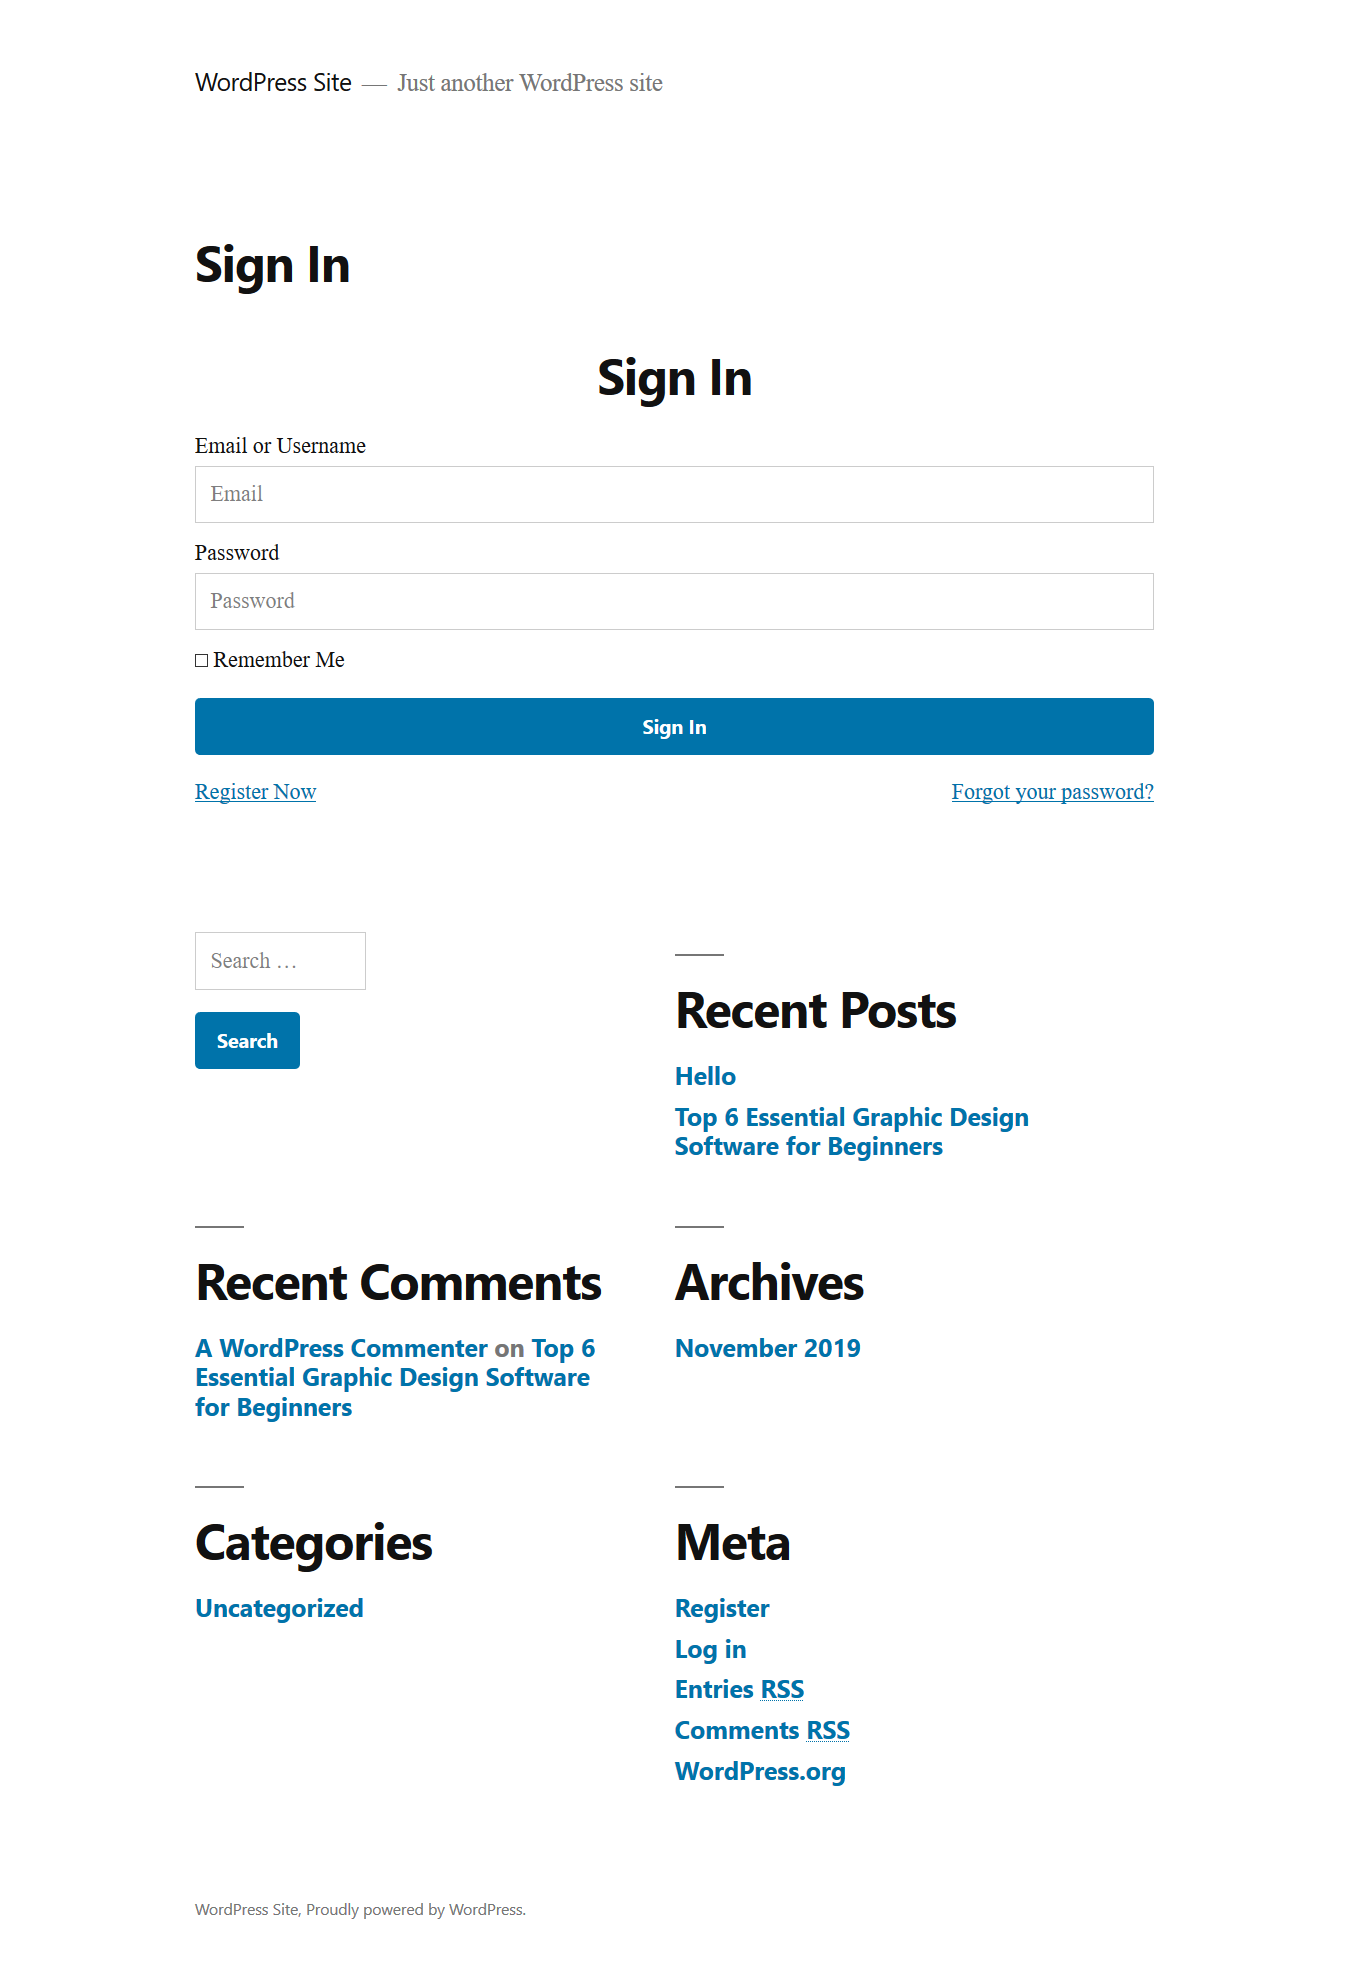 WordPress Site — Just another WordPress site
Sign In
Sign In
Email or Username
Email
Password
Password
Remember Me
Sign In
Register Now
Forgot your password?
Search …
Search
Recent Posts
Hello
Top 6 Essential Graphic Design
Software for Beginners
Recent Comments
A WordPress Commenter on Top 6
Essential Graphic Design Software
for Beginners
Archives
November 2019
Categories
Uncategorized
Meta
Register
Log in
Entries RSS
Comments RSS
WordPress.org
WordPress Site, Proudly powered by WordPress.